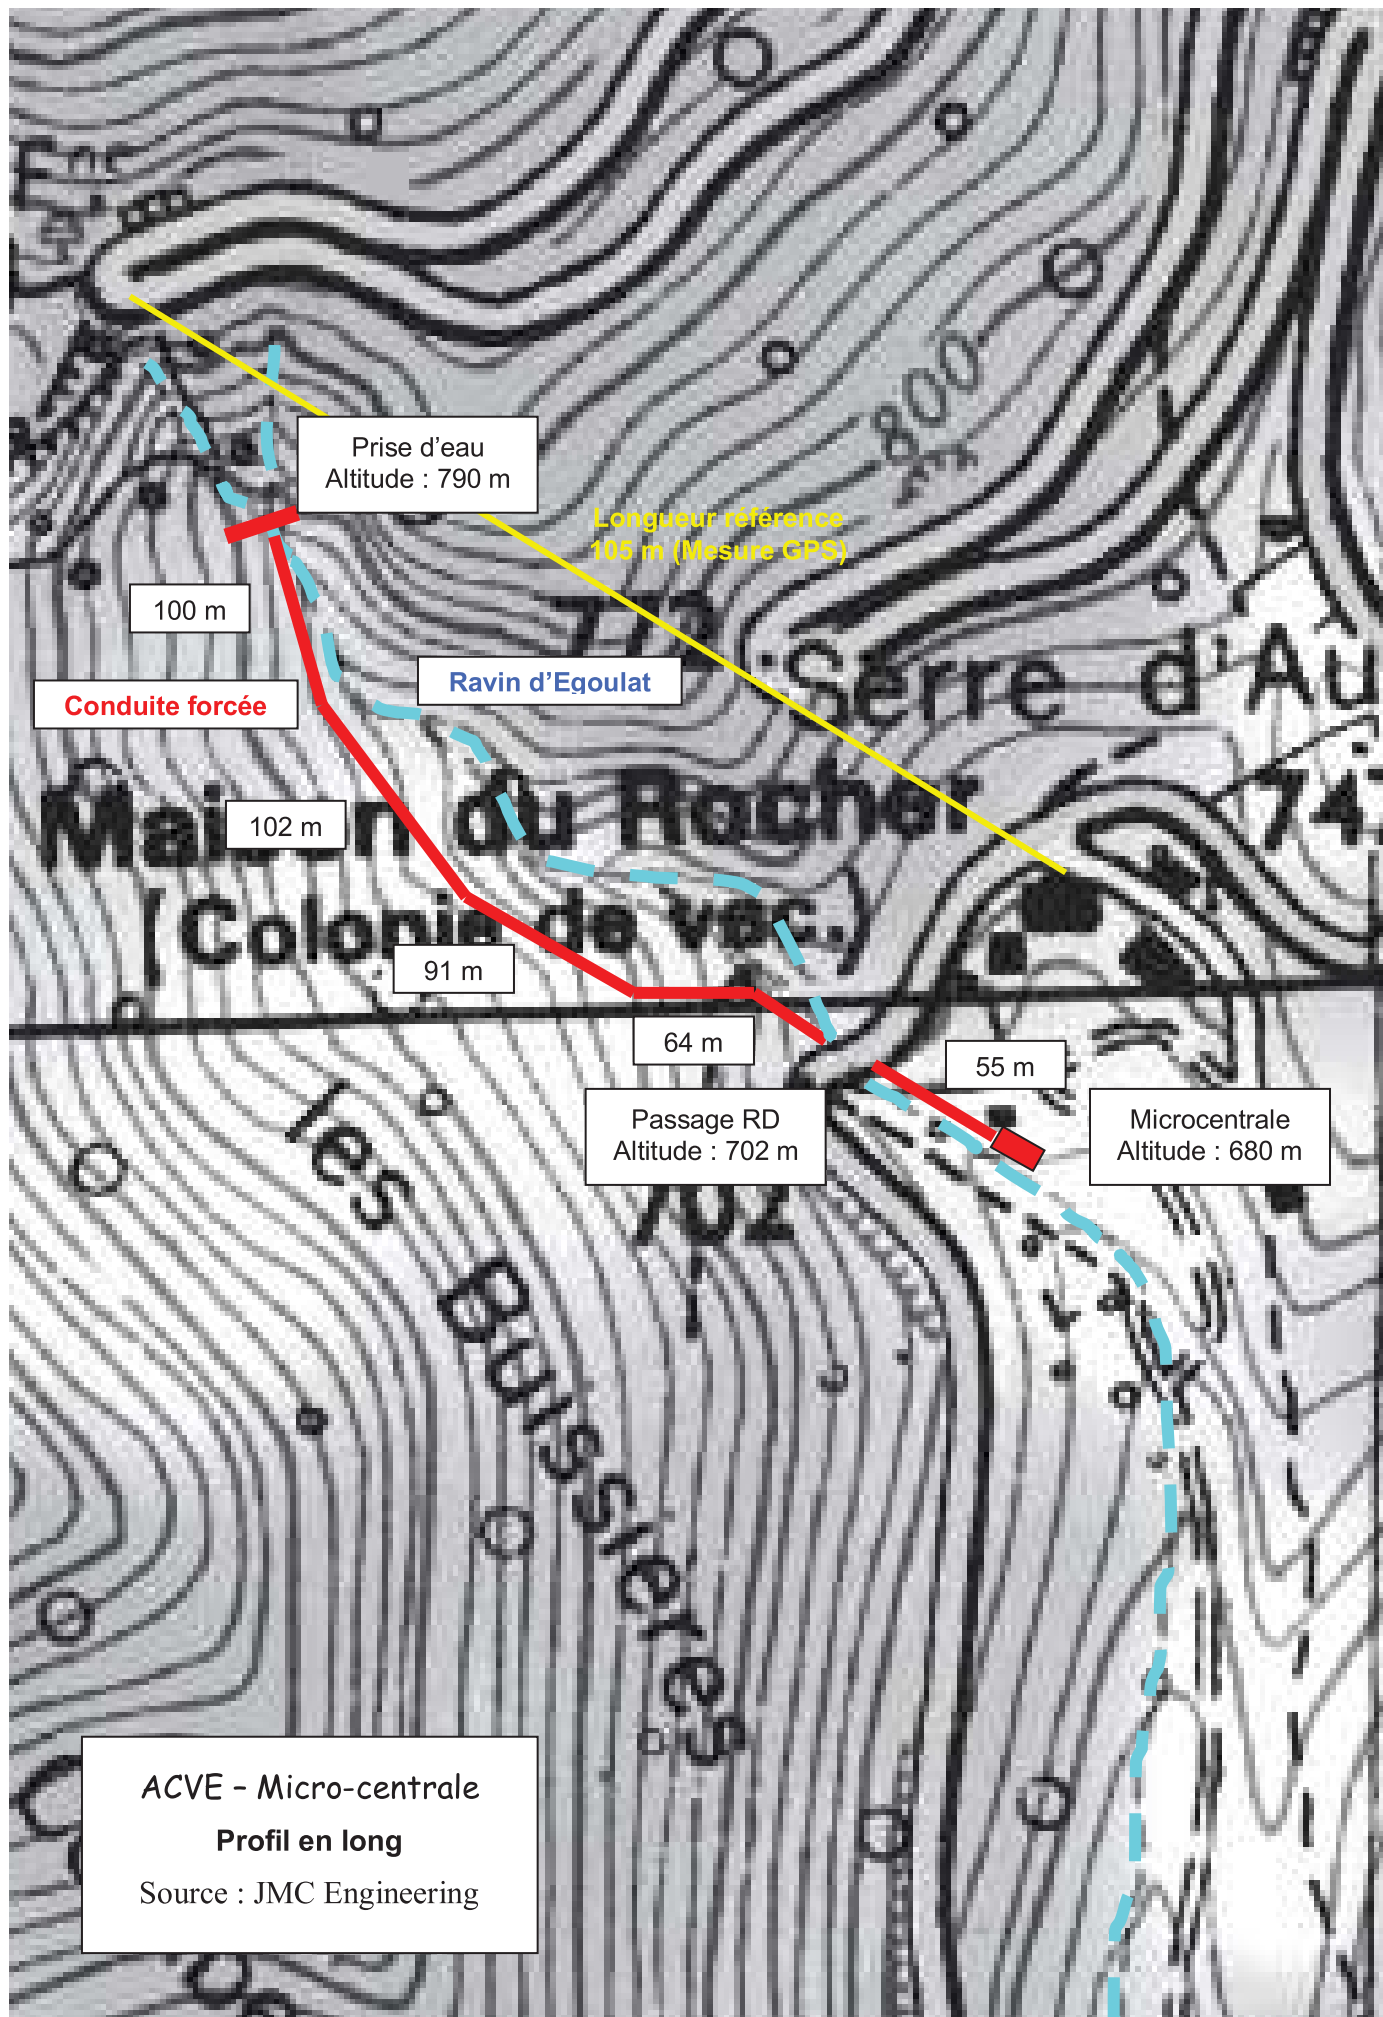 Prise d’eau
Altitude : 790 m
800
Longueur référence
105 m (Mesure GPS)
100 m
Ravin d’Egoulat
Serre d'Au
Conduite forcée
Maison du Rocher
102 m
(Colonie de vac.)
91 m
64 m
55 m
Passage RD
Altitude : 702 m
Microcentrale
Altitude : 680 m
702
les
Buissières
ACVE – Micro-centrale
Profil en long
Source : JMC Engineering